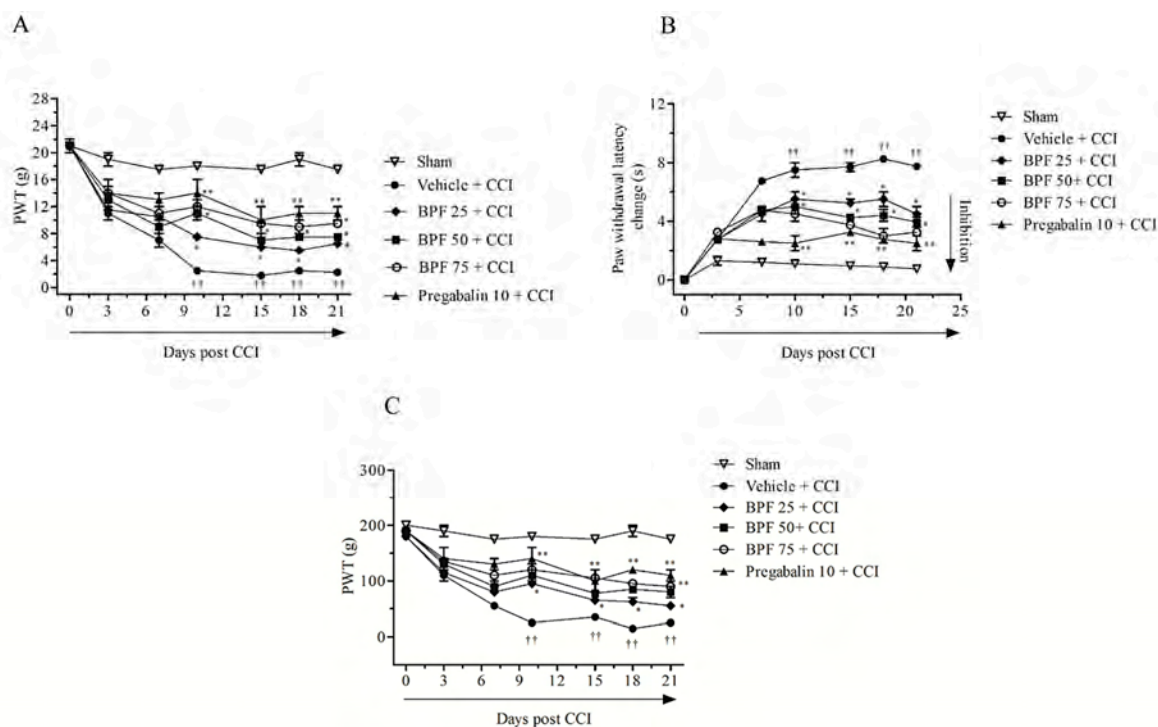 A
PWT (g)
28
24
20
16
12
8
4
0
0 3 6 9 12 15 18 21
Days post CCI
Sham
Vehicle + CCI
BPF 25 + CCI
BPF 50 + CCI
BPF 75 + CCI
Pregabalin 10 + CCI
** ** ** **
* * * *
* * *
* *
†† †† †† ††
B
Paw withdrawal latency
change (s)
12
8
4
0
0 5 10 15 20 25
Days post CCI
Inhibition
Sham
Vehicle + CCI
BPF 25 + CCI
BPF 50+ CCI
BPF 75 + CCI
Pregabalin 10 + CCI
†† †† †† ††
* * * *
** ** ** **
C
PWT (g)
300
200
100
0
0 3 6 9 12 15 18 21
Days post CCI
Sham
Vehicle + CCI
BPF 25 + CCI
BPF 50+ CCI
BPF 75 + CCI
Pregabalin 10 + CCI
** ** ** **
**
* * * *
†† †† †† ††